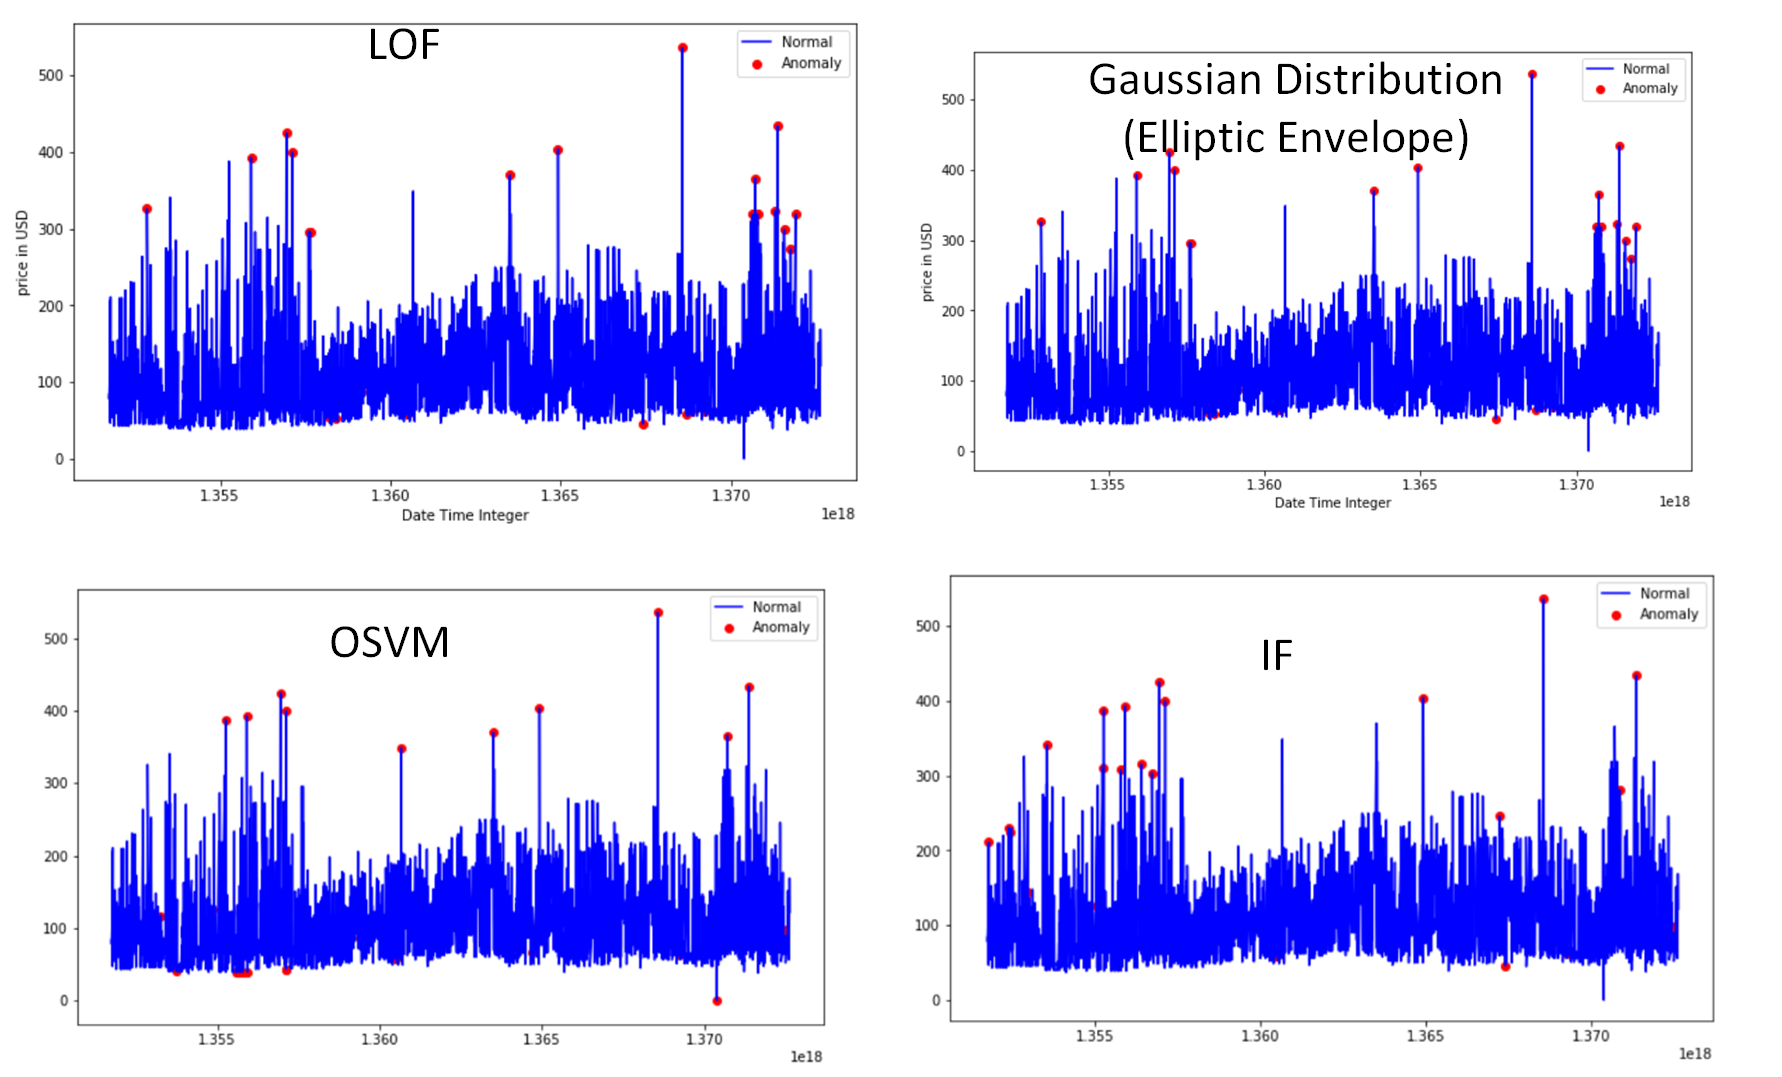 LOF
Normal
Anomaly
500
400
300
200
100
0
price in USD
1.355 1.360 1.365 1.370
Date Time Integer
1e18
Gaussian Distribution
(Elliptic Envelope)
Normal
Anomaly
500
400
300
200
100
0
price in USD
1.355 1.360 1.365 1.370
Date Time Integer
1e18
OSVM
Normal
Anomaly
500
400
300
200
100
0
1.355 1.360 1.365 1.370
1e18
IF
Normal
Anomaly
500
400
300
200
100
0
1.355 1.360 1.365 1.370
1e18